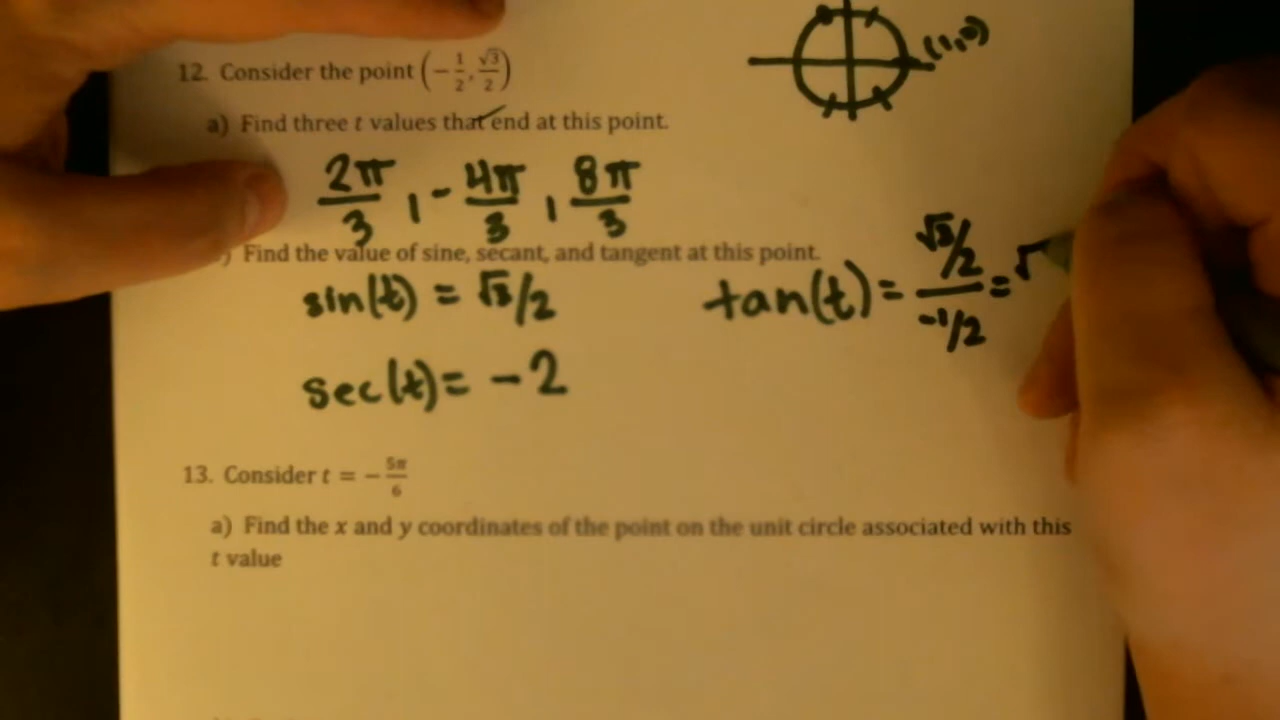 12. Consider the point (−1/2, √3/2)
(1,0)
a) Find three t values that end at this point.
2π/3 , -4π/3 , 8π/3
) Find the value of sine, secant, and tangent at this point.
sin(t) = √3/2
tan(t) = √3/2 / -1/2 = √
sec(t) = -2
13. Consider t = −5π/6
a) Find the x and y coordinates of the point on the unit circle associated with this
t value